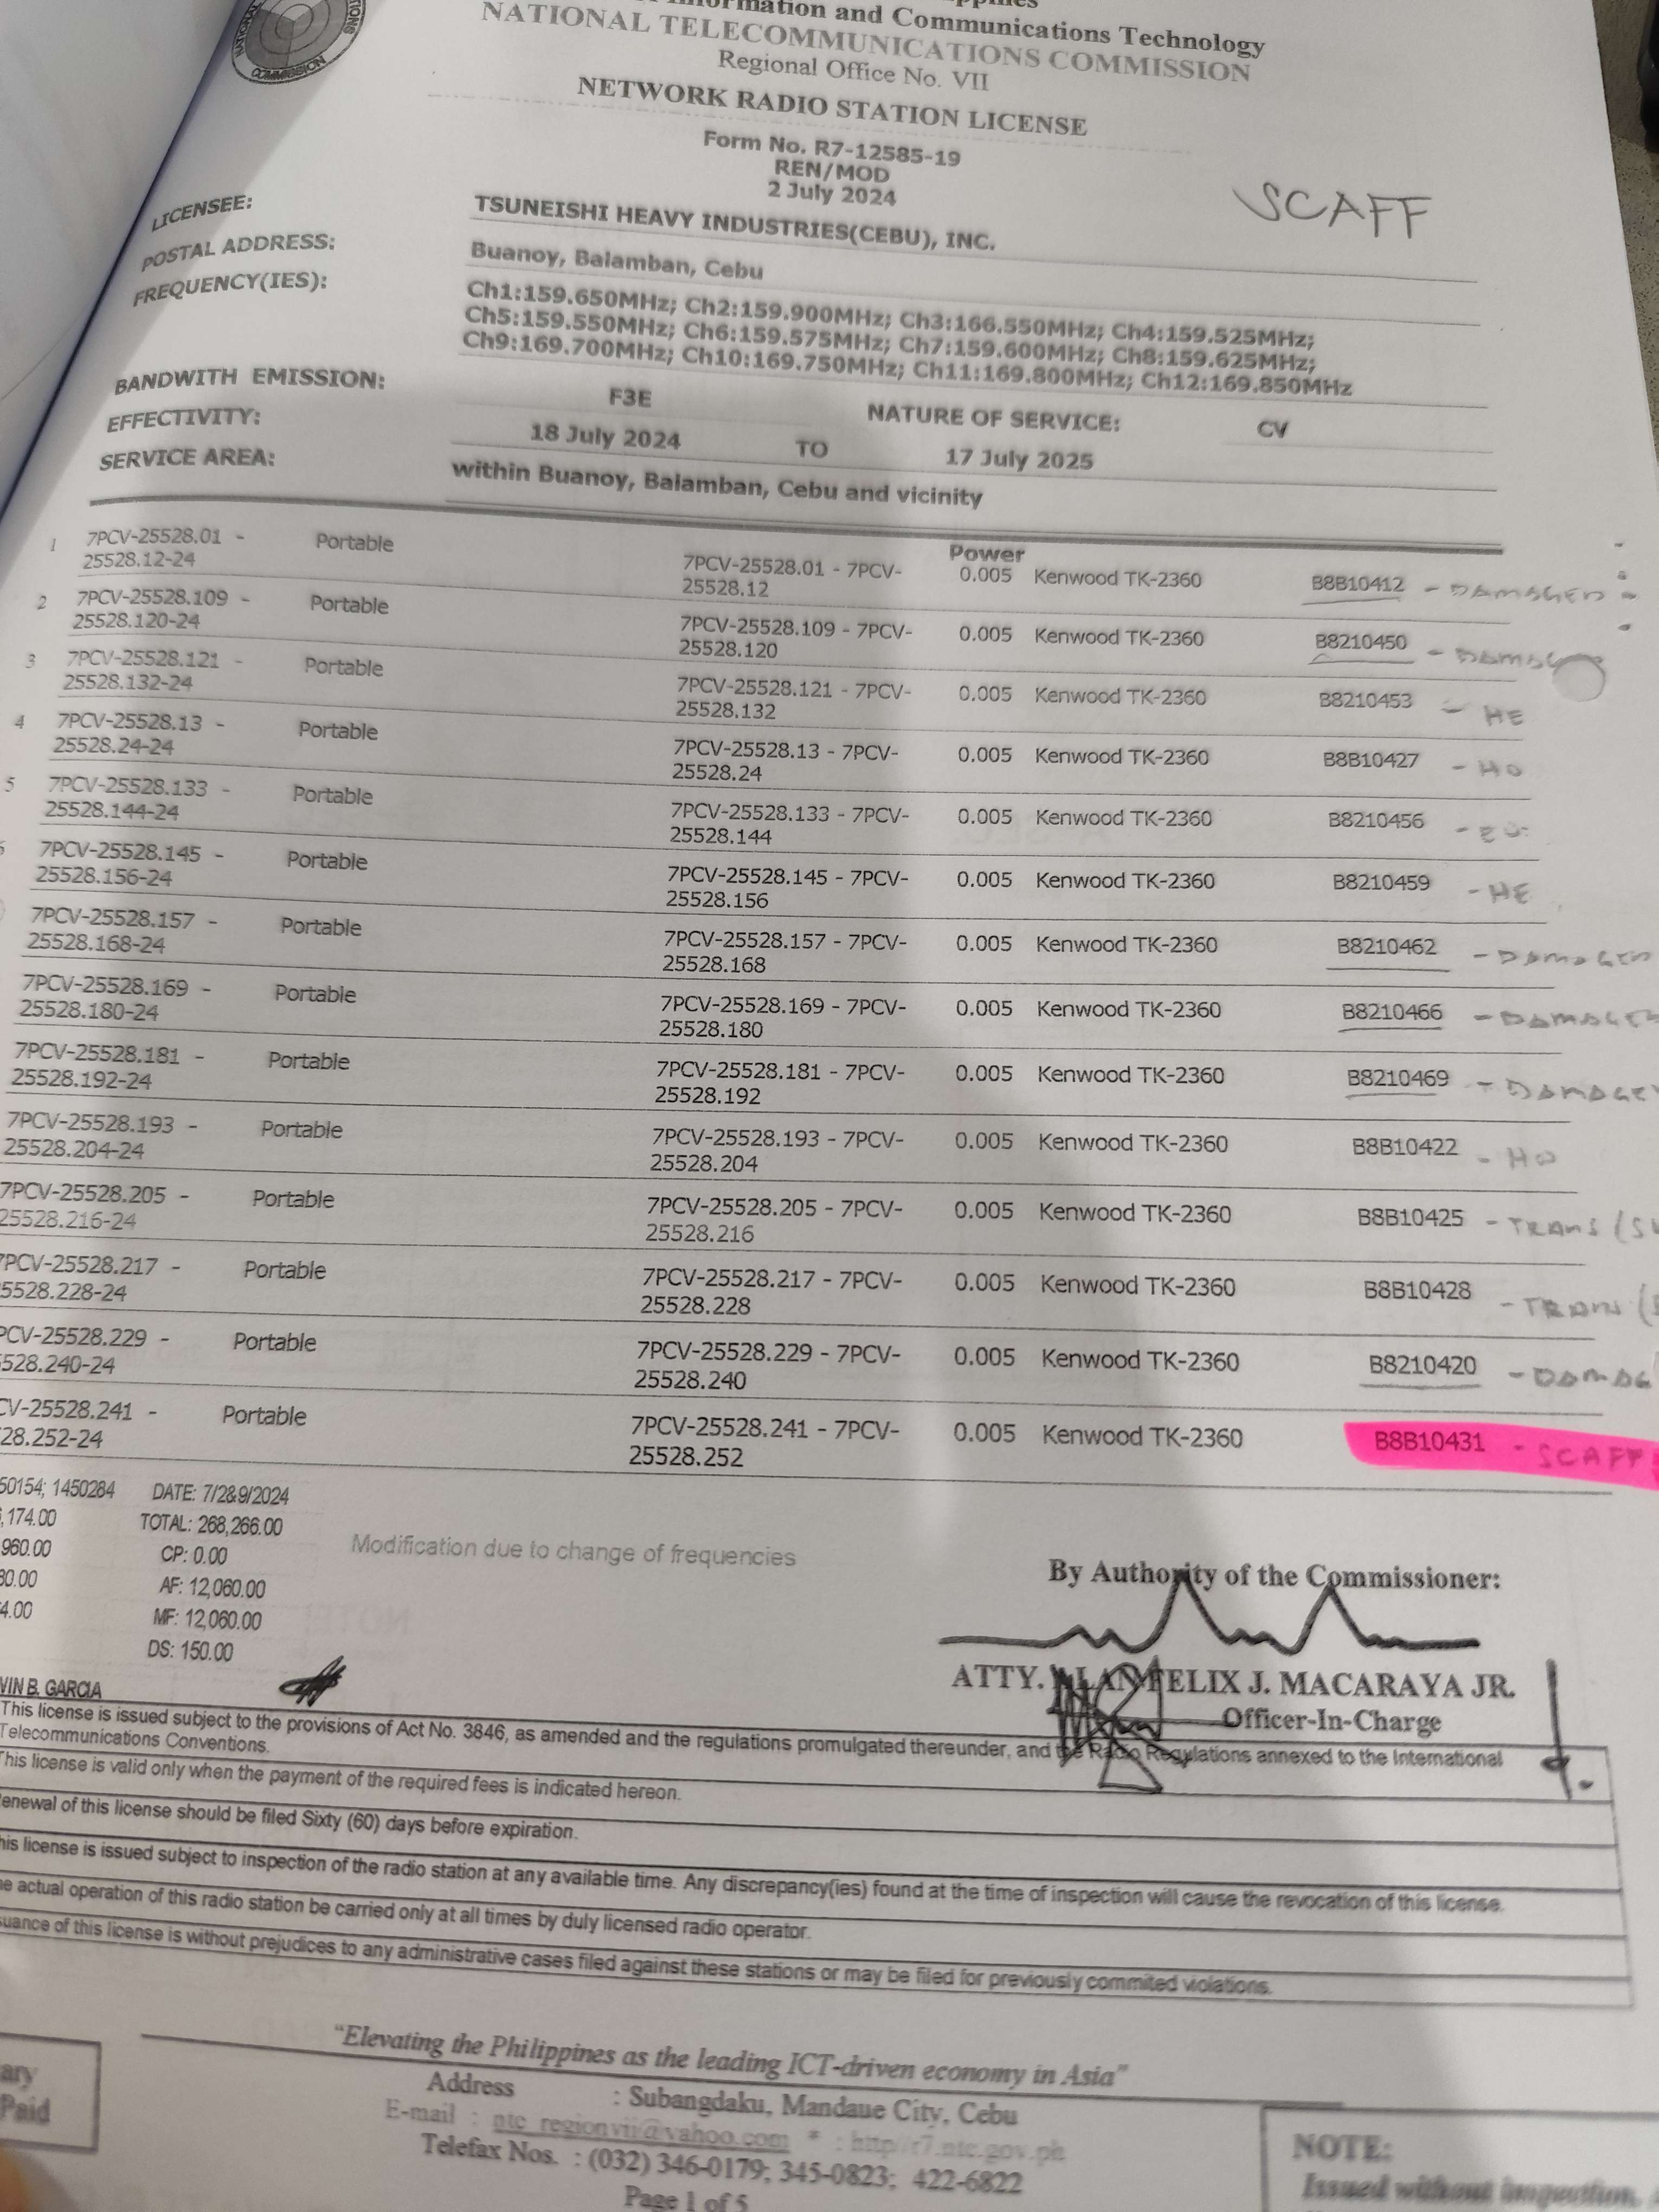 Information and Communications Technology
NATIONAL TELECOMMUNICATIONS COMMISSION
Regional Office No. VII
NETWORK RADIO STATION LICENSE
Form No. R7-12585-19
REN/MOD
2 July 2024
SCAFF
LICENSEE: TSUNEISHI HEAVY INDUSTRIES(CEBU), INC.
POSTAL ADDRESS: Buanoy, Balamban, Cebu
FREQUENCY(IES): Ch1:159.650MHz; Ch2:159.900MHz; Ch3:166.550MHz; Ch4:159.525MHz;
Ch5:159.550MHz; Ch6:159.575MHz; Ch7:159.600MHz; Ch8:159.625MHz;
Ch9:169.700MHz; Ch10:169.750MHz; Ch11:169.800MHz; Ch12:169.850MHz
BANDWITH EMISSION: F3E NATURE OF SERVICE: CV
EFFECTIVITY: 18 July 2024 TO 17 July 2025
SERVICE AREA: within Buanoy, Balamban, Cebu and vicinity
Power
1 7PCV-25528.01 - Portable 7PCV-25528.01 - 7PCV- 0.005 Kenwood TK-2360 B8B10412 - DAMAGED
25528.12-24 25528.12
2 7PCV-25528.109 - Portable 7PCV-25528.109 - 7PCV- 0.005 Kenwood TK-2360 B8210450
25528.120-24 25528.120
3 7PCV-25528.121 - Portable 7PCV-25528.121 - 7PCV- 0.005 Kenwood TK-2360 B8210453 - HE
25528.132-24 25528.132
4 7PCV-25528.13 - Portable 7PCV-25528.13 - 7PCV- 0.005 Kenwood TK-2360 B8B10427 - HO
25528.24-24 25528.24
5 7PCV-25528.133 - Portable 7PCV-25528.133 - 7PCV- 0.005 Kenwood TK-2360 B8210456
25528.144-24 25528.144
7PCV-25528.145 - Portable 7PCV-25528.145 - 7PCV- 0.005 Kenwood TK-2360 B8210459 - HE
25528.156-24 25528.156
7PCV-25528.157 - Portable 7PCV-25528.157 - 7PCV- 0.005 Kenwood TK-2360 B8210462 - DAMAGED
25528.168-24 25528.168
7PCV-25528.169 - Portable 7PCV-25528.169 - 7PCV- 0.005 Kenwood TK-2360 B8210466 - DAMAGED
25528.180-24 25528.180
7PCV-25528.181 - Portable 7PCV-25528.181 - 7PCV- 0.005 Kenwood TK-2360 B8210469 - DAMAGE
25528.192-24 25528.192
7PCV-25528.193 - Portable 7PCV-25528.193 - 7PCV- 0.005 Kenwood TK-2360 B8B10422 - HO
25528.204-24 25528.204
7PCV-25528.205 - Portable 7PCV-25528.205 - 7PCV- 0.005 Kenwood TK-2360 B8B10425 - TRANS
25528.216-24 25528.216
7PCV-25528.217 - Portable 7PCV-25528.217 - 7PCV- 0.005 Kenwood TK-2360 B8B10428 - TRANS
5528.228-24 25528.228
PCV-25528.229 - Portable 7PCV-25528.229 - 7PCV- 0.005 Kenwood TK-2360 B8210420 - DAMAG
528.240-24 25528.240
CV-25528.241 - Portable 7PCV-25528.241 - 7PCV- 0.005 Kenwood TK-2360 B8B10431 - SCAFF
28.252-24 25528.252
50154; 1450284 DATE: 7/2&9/2024
,174.00 TOTAL: 268,266.00
960.00 CP: 0.00
30.00 AF: 12,060.00
4.00 MF: 12,060.00
DS: 150.00
Modification due to change of frequencies
By Authority of the Commissioner:
VIN B. GARCIA
ATTY. FELIX J. MACARAYA JR.
Officer-In-Charge
This license is issued subject to the provisions of Act No. 3846, as amended and the regulations promulgated thereunder, and the Radio Regulations annexed to the International
Telecommunications Conventions.
This license is valid only when the payment of the required fees is indicated hereon.
enewal of this license should be filed Sixty (60) days before expiration.
his license is issued subject to inspection of the radio station at any available time. Any discrepancy(ies) found at the time of inspection will cause the revocation of this license.
he actual operation of this radio station be carried only at all times by duly licensed radio operator.
suance of this license is without prejudices to any administrative cases filed against these stations or may be filed for previously commited violations.
"Elevating the Philippines as the leading ICT-driven economy in Asia"
Address : Subangdaku, Mandaue City, Cebu
E-mail : ntc_regionvii@yahoo.com * : http//r7.ntc.gov.ph
Telefax Nos. : (032) 346-0179; 345-0823; 422-6822
Page 1 of 5
ary
Paid
NOTE:
Issued without inspection.